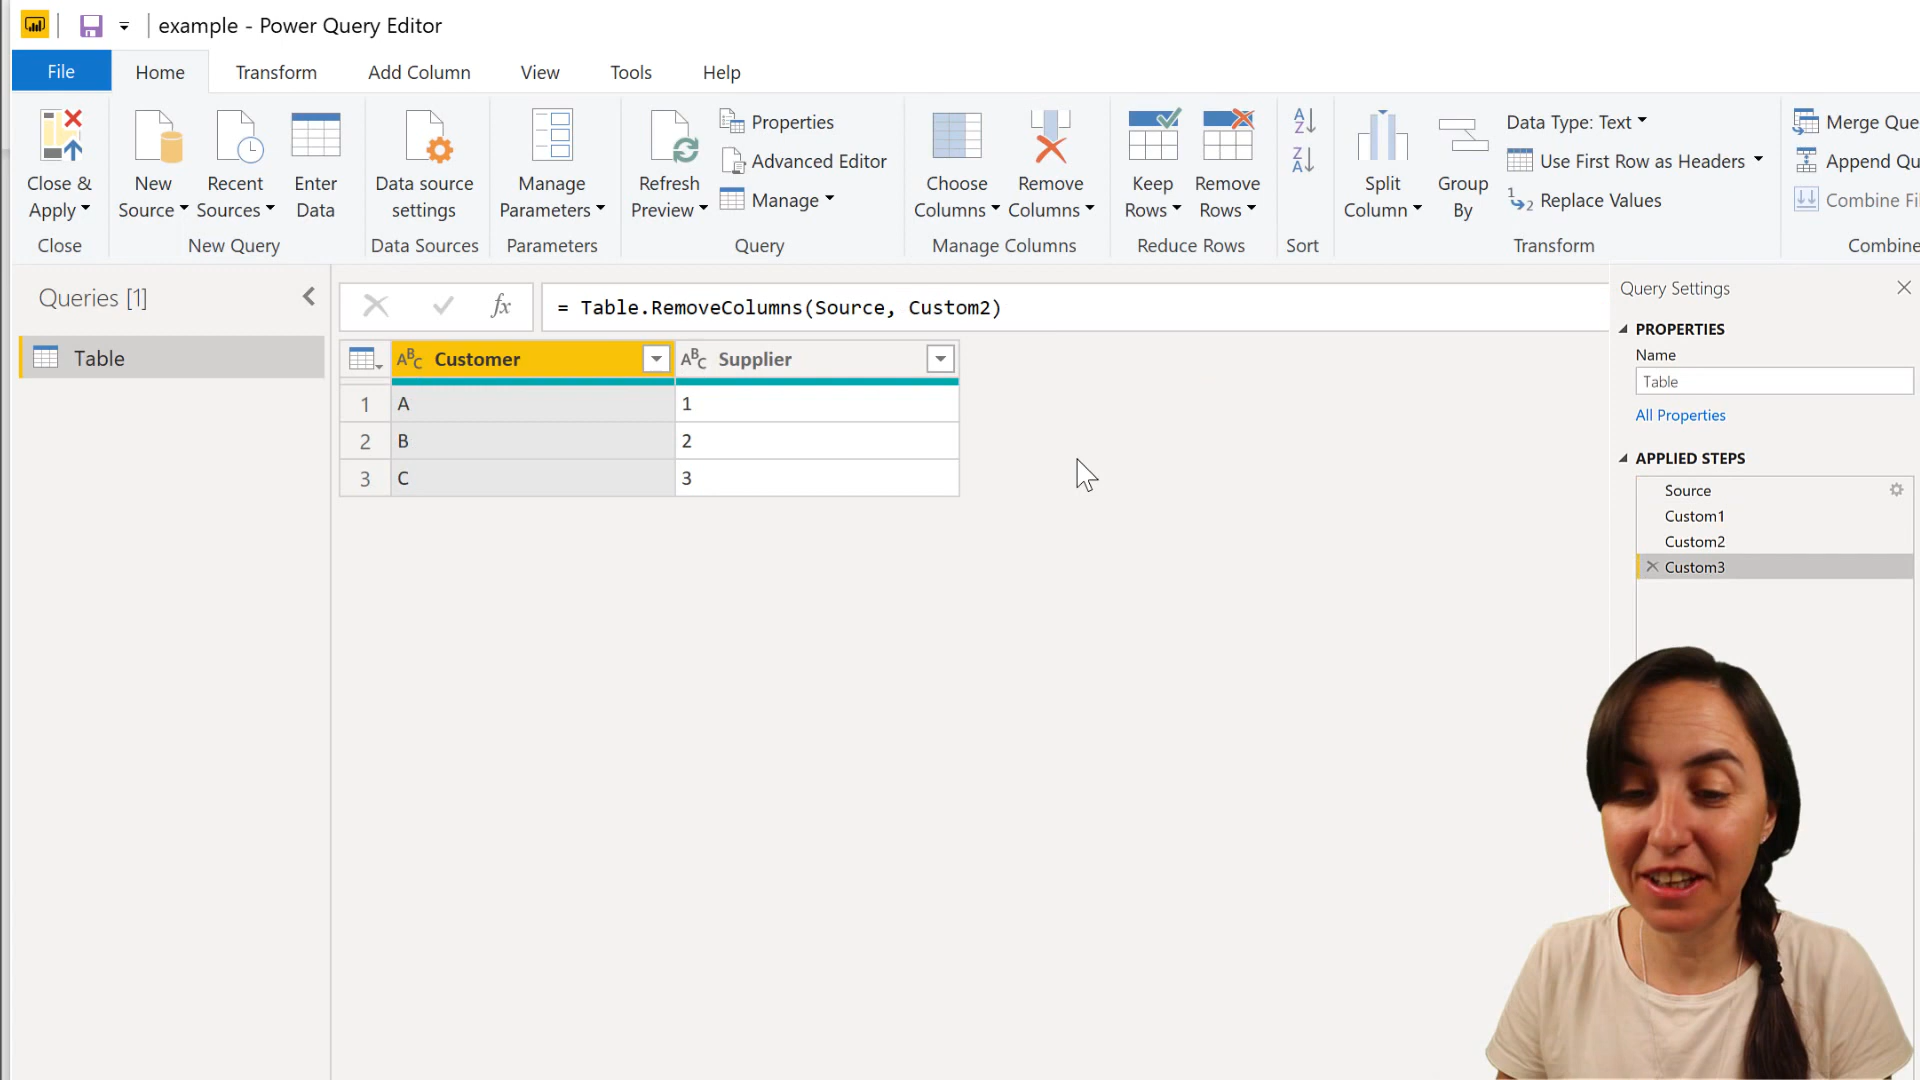 example - Power Query Editor
File Home Transform Add Column View Tools Help
Close & Apply
New Source
Recent Sources
Enter Data
Data source settings
Manage Parameters
Refresh Preview
Properties
Advanced Editor
Manage
Choose Columns
Remove Columns
Keep Rows
Remove Rows
A Z
Z A
Split Column
Group By
Data Type: Text
Use First Row as Headers
1 2 Replace Values
Merge Que
Append Qu
Combine Fi
Close New Query Data Sources Parameters Query Manage Columns Reduce Rows Sort Transform Combine
Queries [1]
Table
fx = Table.RemoveColumns(Source, Custom2)
ABC Customer ABC Supplier
1 A 1
2 B 2
3 C 3
Query Settings
PROPERTIES
Name
Table
All Properties
APPLIED STEPS
Source
Custom1
Custom2
Custom3